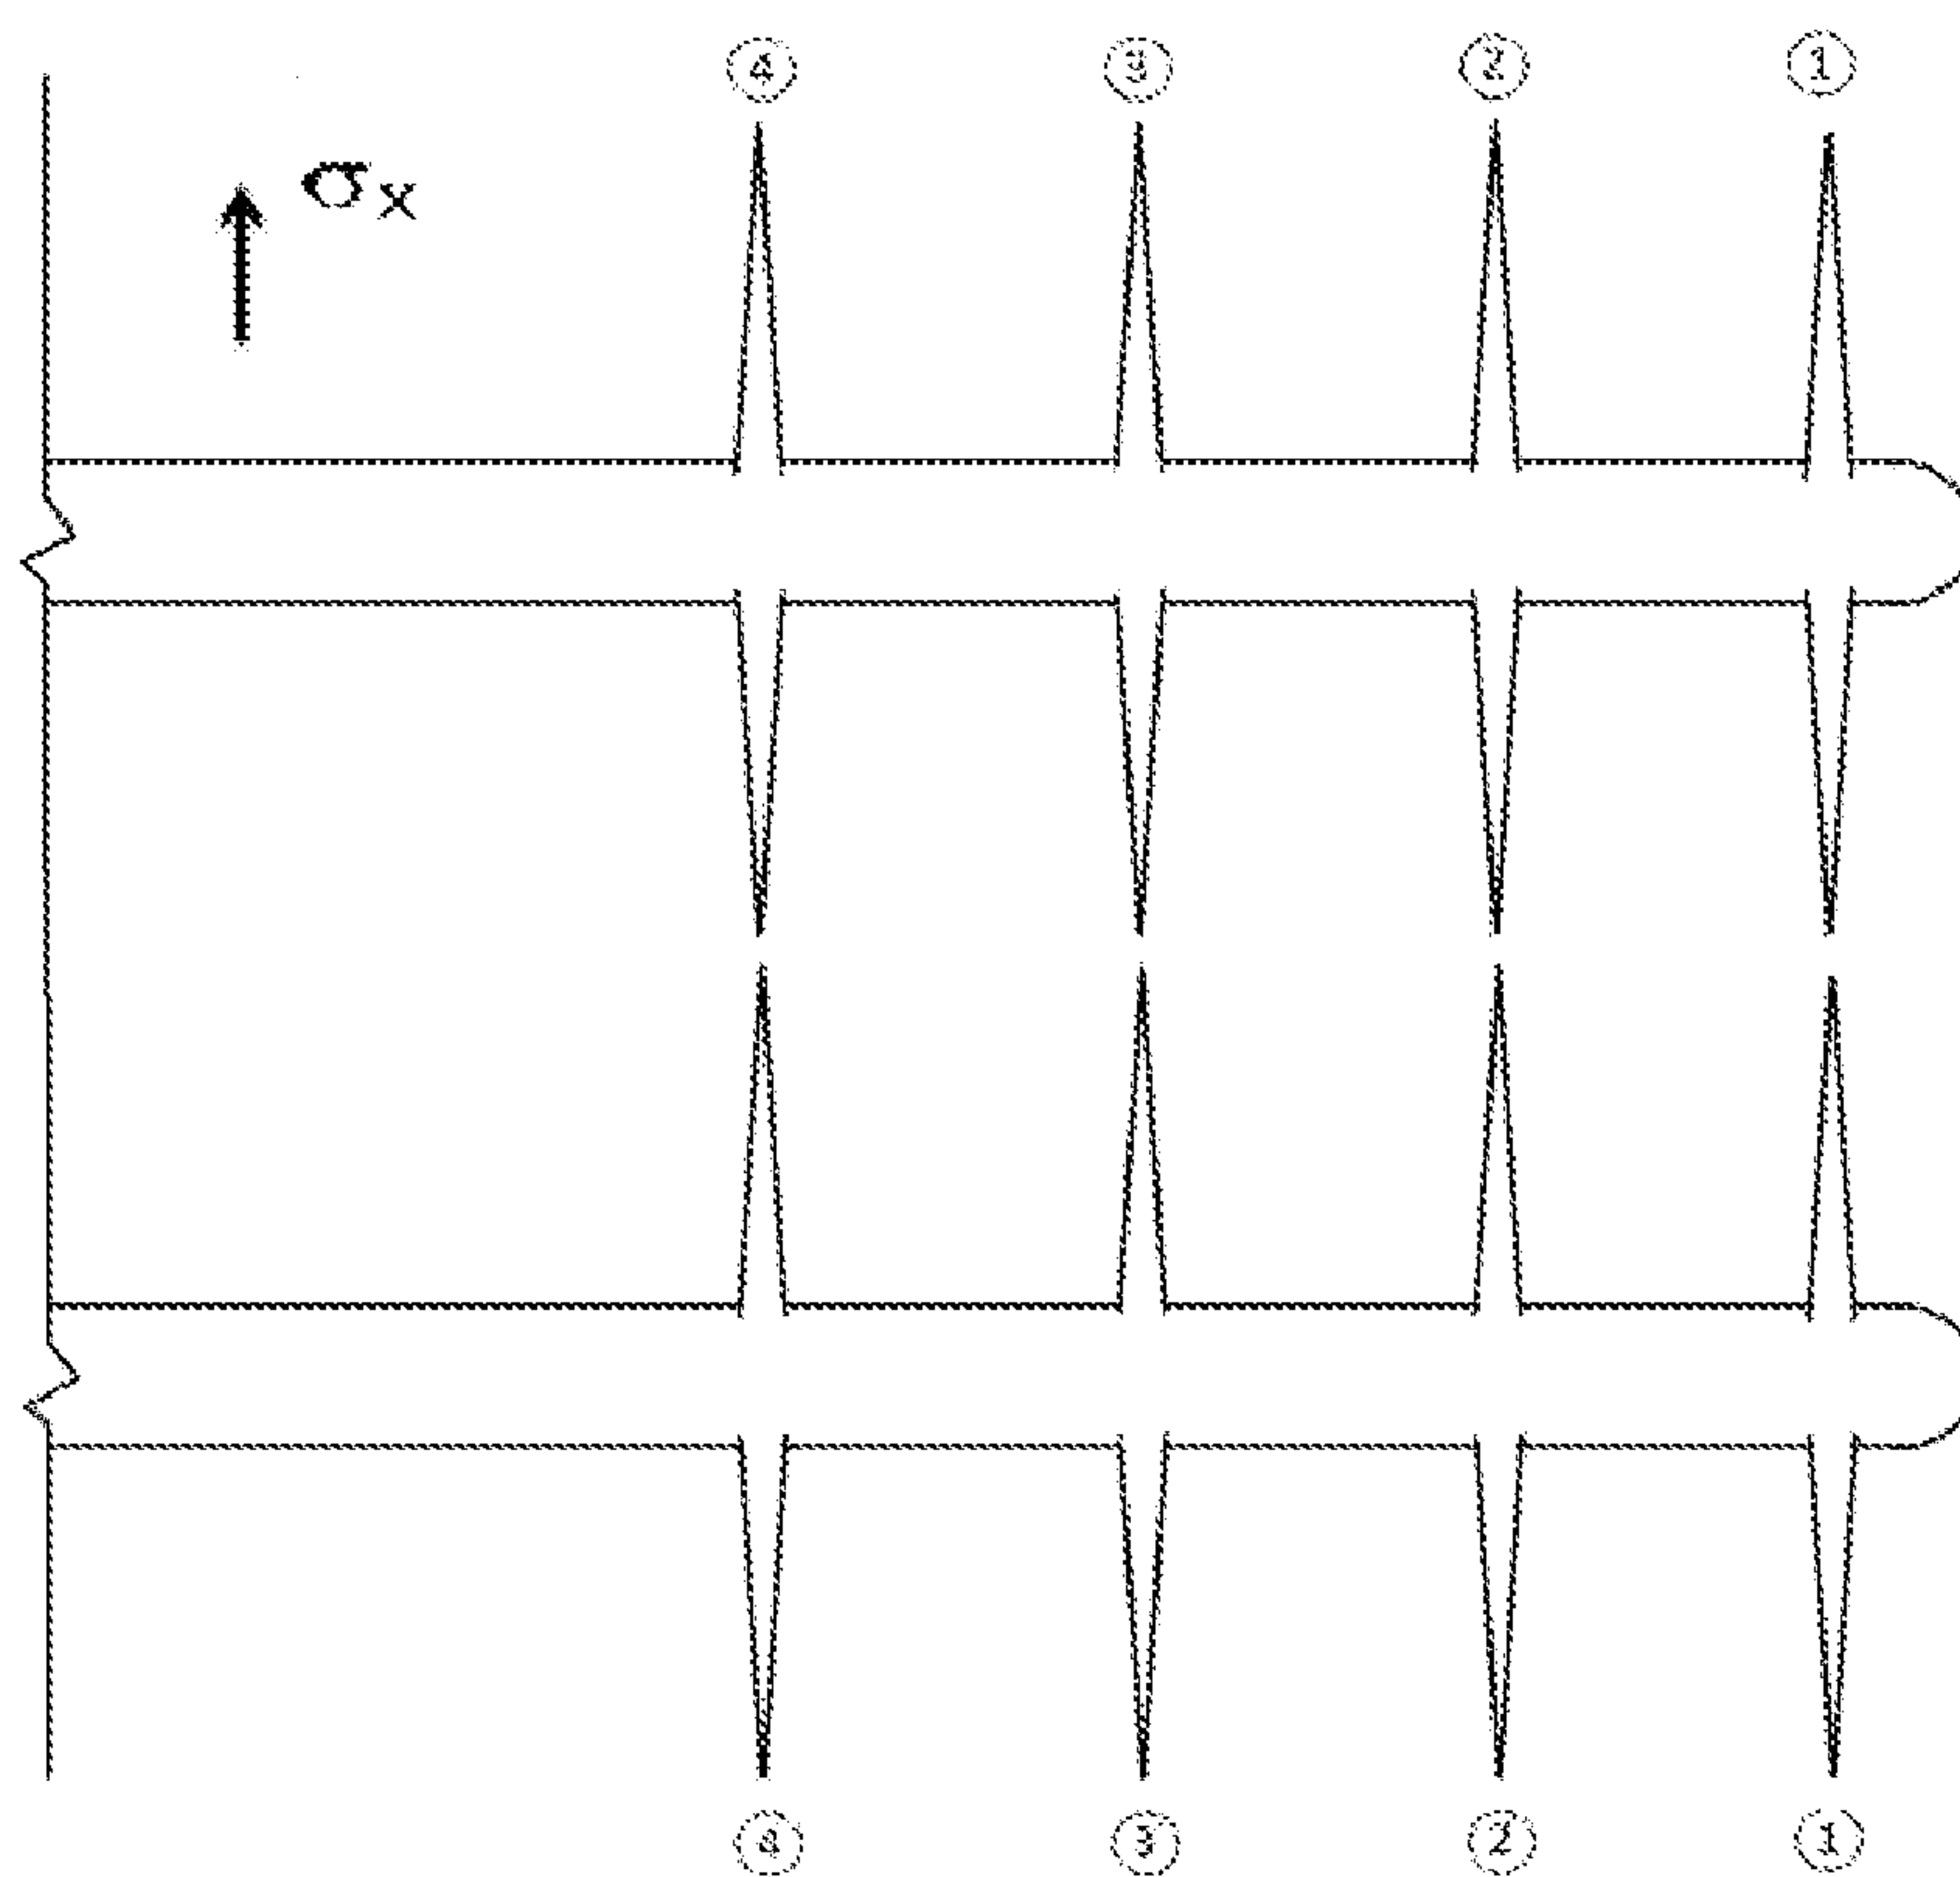 ④ ③ ② ①
σx
④ ③ ② ①